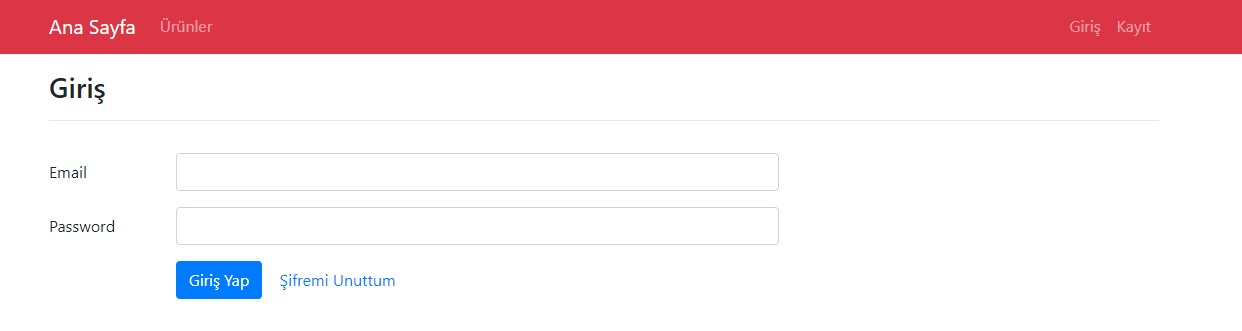 Ana Sayfa Ürünler Giriş Kayıt
Giriş
Email
Password
Giriş Yap Şifremi Unuttum